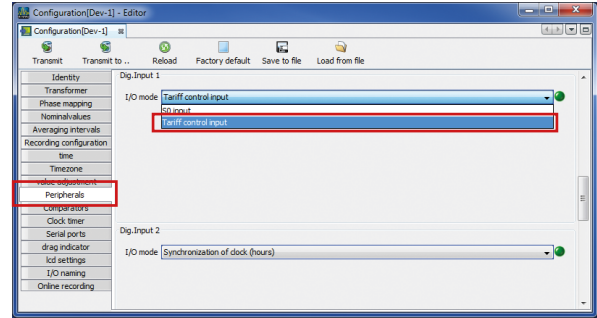 Configuration[Dev-1] - Editor
Configuration[Dev-1]
Transmit Transmit to .. Reload Factory default Save to file Load from file
Identity
Transformer
Phase mapping
Nominalvalues
Averaging intervals
Recording configuration
time
Timezone
value adjustment
Peripherals
Comparators
Clock timer
Serial ports
drag indicator
lcd settings
I/O naming
Online recording
Dig.Input 1
I/O mode Tariff control input
S0 input
Tariff control input
Dig.Input 2
I/O mode Synchronization of clock (hours)